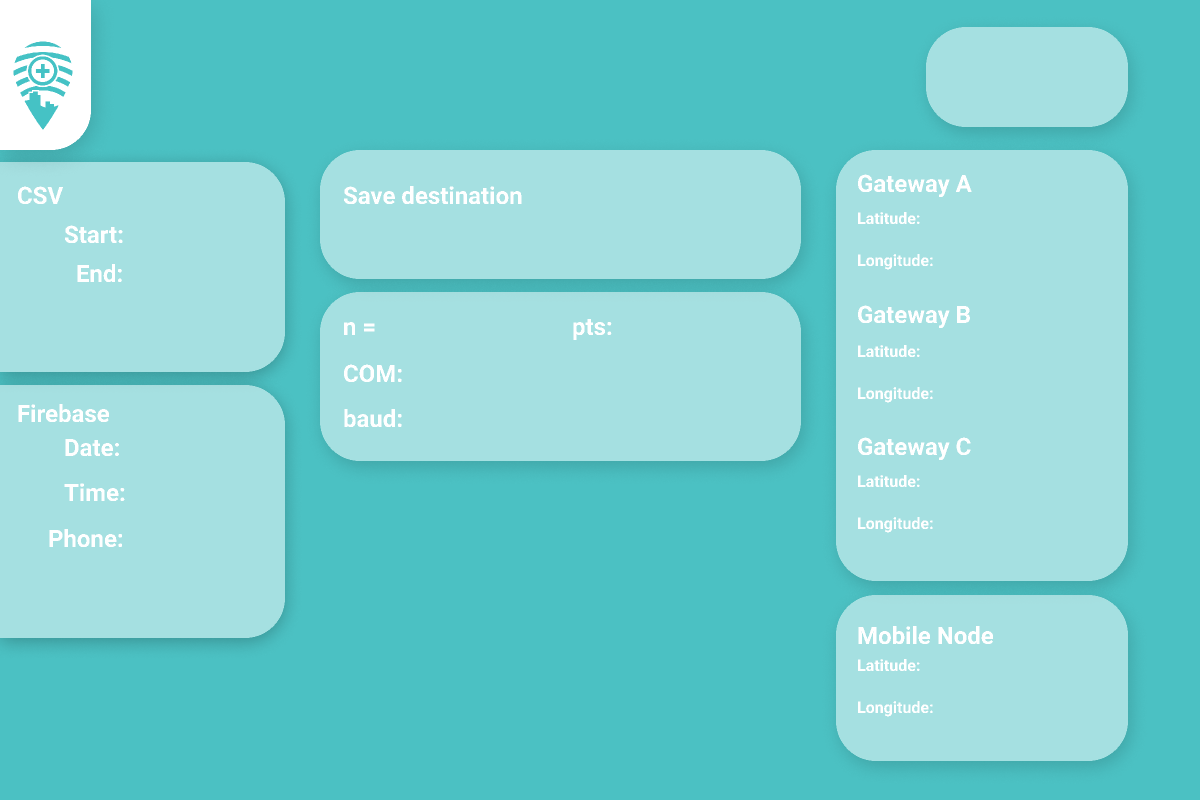 CSV
Start:
End:
Firebase
Date:
Time:
Phone:
Save destination
n = pts:
COM:
baud:
Gateway A
Latitude:
Longitude:
Gateway B
Latitude:
Longitude:
Gateway C
Latitude:
Longitude:
Mobile Node
Latitude:
Longitude: